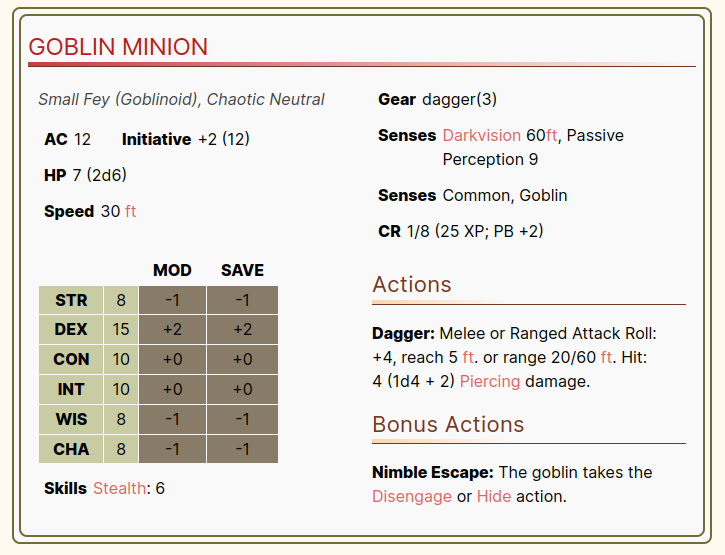 GOBLIN MINION
Small Fey (Goblinoid), Chaotic Neutral
AC 12 Initiative +2 (12)
HP 7 (2d6)
Speed 30 ft
MOD SAVE
STR 8 -1 -1
DEX 15 +2 +2
CON 10 +0 +0
INT 10 +0 +0
WIS 8 -1 -1
CHA 8 -1 -1
Skills Stealth: 6
Gear dagger(3)
Senses Darkvision 60ft, Passive
Perception 9
Senses Common, Goblin
CR 1/8 (25 XP; PB +2)
Actions
Dagger: Melee or Ranged Attack Roll:
+4, reach 5 ft. or range 20/60 ft. Hit:
4 (1d4 + 2) Piercing damage.
Bonus Actions
Nimble Escape: The goblin takes the
Disengage or Hide action.